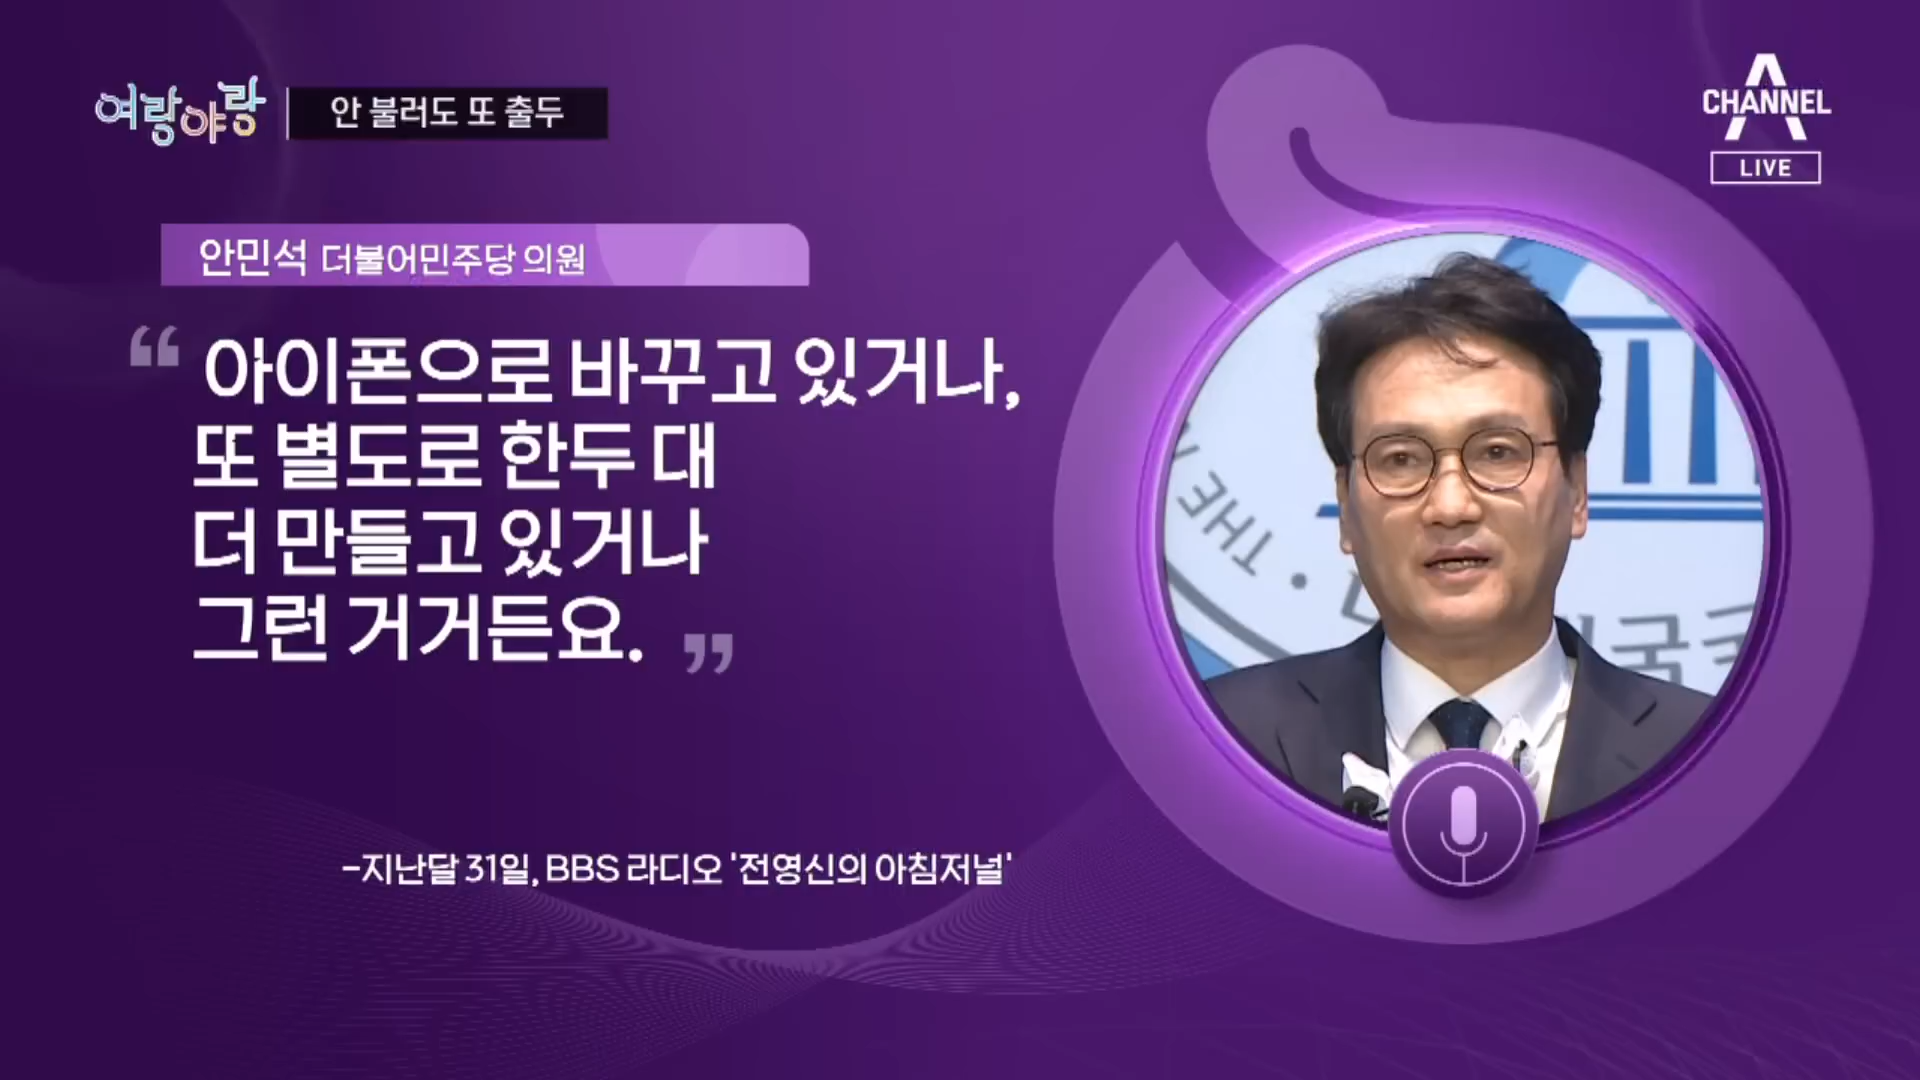 여랑야랑
안 불러도 또 출두
CHANNEL A
LIVE
안민석 더불어민주당 의원
“ 아이폰으로 바꾸고 있거나,
또 별도로 한두 대
더 만들고 있거나
그런 거거든요. ”
-지난달 31일, BBS 라디오 '전영신의 아침저널'
THE
국